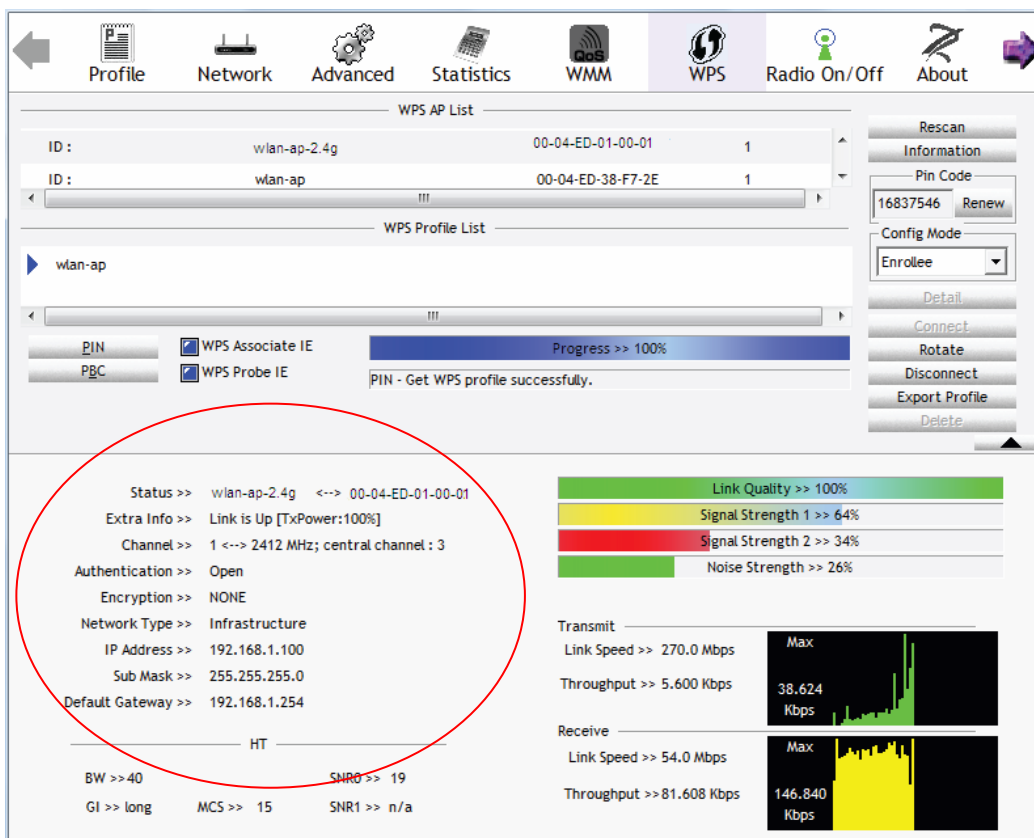 Profile Network Advanced Statistics QoS WMM WPS Radio On/Off About
WPS AP List
ID : wlan-ap-2.4g 00-04-ED-01-00-01 1
ID : wlan-ap 00-04-ED-38-F7-2E 1
Rescan
Information
Pin Code
16837546 Renew
WPS Profile List
wlan-ap
Config Mode
Enrollee
Detail
Connect
Rotate
Disconnect
Export Profile
Delete
PIN WPS Associate IE Progress >> 100%
PBC WPS Probe IE PIN - Get WPS profile successfully.
Status >> wlan-ap-2.4g <--> 00-04-ED-01-00-01
Extra Info >> Link is Up [TxPower:100%]
Channel >> 1 <--> 2412 MHz; central channel : 3
Authentication >> Open
Encryption >> NONE
Network Type >> Infrastructure
IP Address >> 192.168.1.100
Sub Mask >> 255.255.255.0
Default Gateway >> 192.168.1.254
HT
BW >>40 SNR0 >> 19
GI >> long MCS >> 15 SNR1 >> n/a
Link Quality >> 100%
Signal Strength 1 >> 64%
Signal Strength 2 >> 34%
Noise Strength >> 26%
Transmit
Link Speed >> 270.0 Mbps
Throughput >> 5.600 Kbps
Max
38.624
Kbps
Receive
Link Speed >> 54.0 Mbps
Throughput >>81.608 Kbps
Max
146.840
Kbps